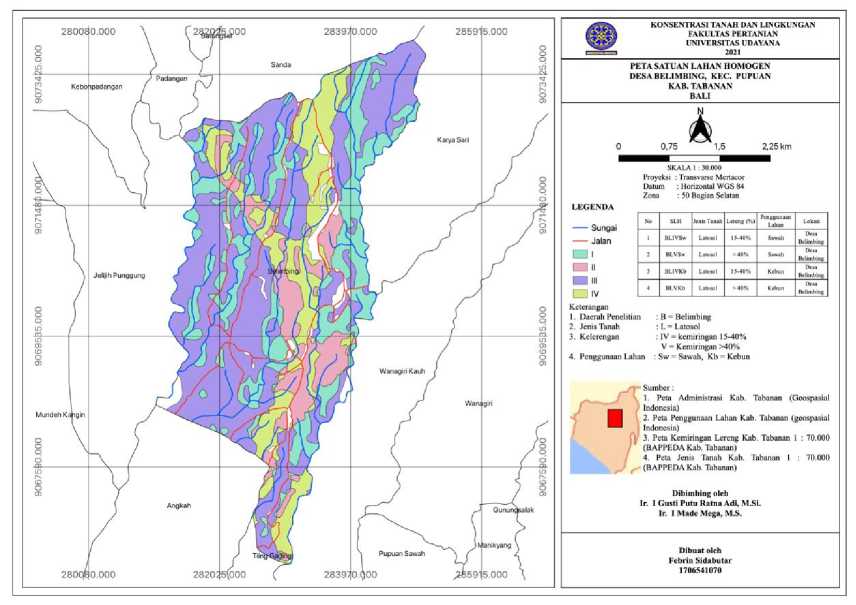 280080.000
282025.000
283970.000
285915.000
9073425.000
9073425.000
Sanda
Padangan
Kebonpadangan
Karya Sari
9071480.000
9071480.000
Jelijih Punggung
Belimbing
9069535.000
9069535.000
Wanagiri Kauh
Wanagiri
Mundeh Kangin
9067590.000
9067590.000
Angkah
Gunungsalak
Manikyang
Pupuan Sawah
280080.000
282025.000
283970.000
285915.000
KONSENTRASI TANAH DAN LINGKUNGAN
FAKULTAS PERTANIAN
UNIVERSITAS UDAYANA
2021
PETA SATUAN LAHAN HOMOGEN
DESA BELIMBING, KEC. PUPUAN
KAB. TABANAN
BALI
N
0 0,75 1,5 2,25 km
SKALA 1 : 30.000
Proyeksi : Transvarse Mertacor
Datum : Horizontal WGS 84
Zona : 50 Bagian Selatan
LEGENDA
Sungai
Jalan
I
II
III
IV
No SLH Jenis Tanah Lereng (%) Penggunaan Lahan Lokasi
1 BLIVSw Latosol 15-40% Sawah Desa Belimbing
2 BLVSw Latosol >40% Sawah Desa Belimbing
3 BLIVKb Latosol 15-40% Kebun Desa Belimbing
4 BLVKb Latosol >40% Kebun Desa Belimbing
Keterangan
1. Daerah Penelitian : B = Belimbing
2. Jenis Tanah : L = Latesol
3. Kelerengan : IV = kemiringan 15-40%
V = Kemiringan >40%
4. Penggunaan Lahan : Sw = Sawah, Kb = Kebun
Sumber :
1. Peta Administrasi Kab. Tabanan (Geospasial
Indonesia)
2. Peta Penggunaan Lahan Kab. Tabanan (geospasial
Indonesia)
3. Peta Kemiringan Lereng Kab. Tabanan 1 : 70.000
(BAPPEDA Kab. Tabanan)
4. Peta Jenis Tanah Kab. Tabanan 1 : 70.000
(BAPPEDA Kab. Tabanan)
Dibimbing oleh
Ir. I Gusti Putu Ratna Adi, M.Si.
Ir. I Made Mega, M.S.
Dibuat oleh
Febrin Sidabutar
1706541070